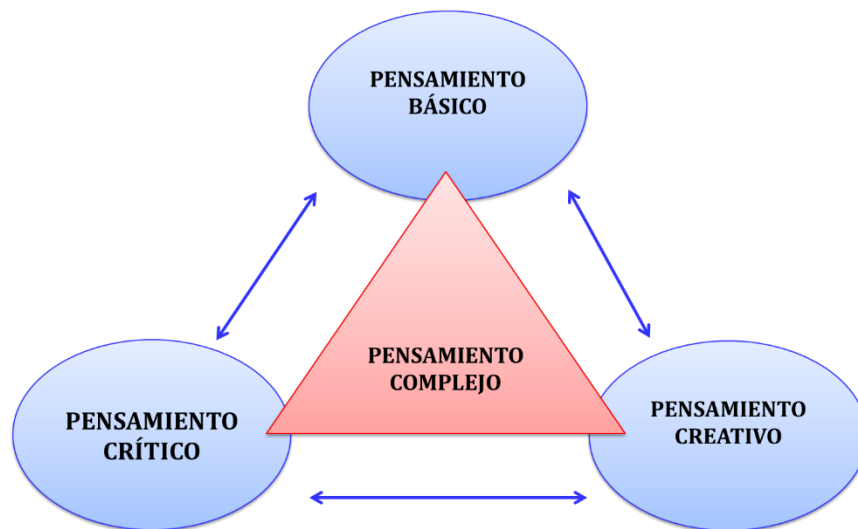 PENSAMIENTO
BÁSICO
PENSAMIENTO
COMPLEJO
PENSAMIENTO
CRÍTICO
PENSAMIENTO
CREATIVO